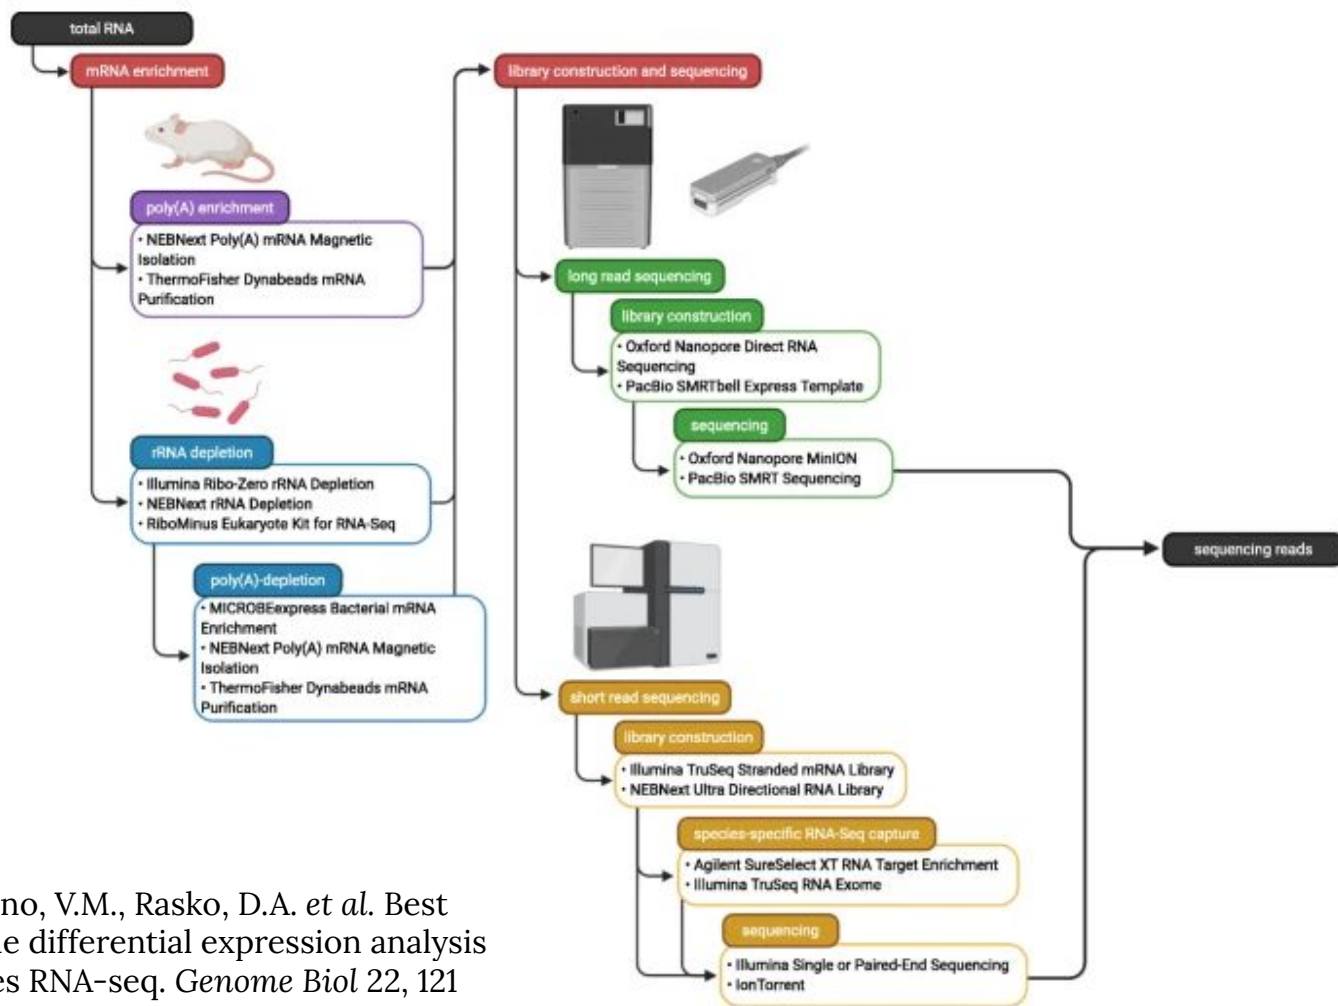 total RNA
mRNA enrichment
poly(A) enrichment
• NEBNext Poly(A) mRNA Magnetic
Isolation
• ThermoFisher Dynabeads mRNA
Purification
rRNA depletion
• Illumina Ribo-Zero rRNA Depletion
• NEBNext rRNA Depletion
• RiboMinus Eukaryote Kit for RNA-Seq
poly(A)-depletion
• MICROBEexpress Bacterial mRNA
Enrichment
• NEBNext Poly(A) mRNA Magnetic
Isolation
• ThermoFisher Dynabeads mRNA
Purification
library construction and sequencing
long read sequencing
library construction
• Oxford Nanopore Direct RNA
Sequencing
• PacBio SMRTbell Express Template
sequencing
• Oxford Nanopore MinION
• PacBio SMRT Sequencing
short read sequencing
library construction
• Illumina TruSeq Stranded mRNA Library
• NEBNext Ultra Directional RNA Library
species-specific RNA-Seq capture
• Agilent SureSelect XT RNA Target Enrichment
• Illumina TruSeq RNA Exome
sequencing
• Illumina Single or Paired-End Sequencing
• IonTorrent
sequencing reads
no, V.M., Rasko, D.A. et al. Best
e differential expression analysis
es RNA-seq. Genome Biol 22, 121